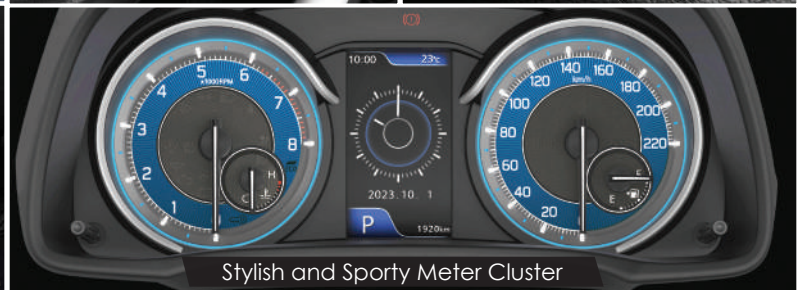 10:00 23℃
5
×1000RPM
4 6
3 7
2 8
1
H
C
2023. 10. 1
P 1920km
140 160
km/h
120 180
100 200
80 220
60
40
20
F
E
Stylish and Sporty Meter Cluster